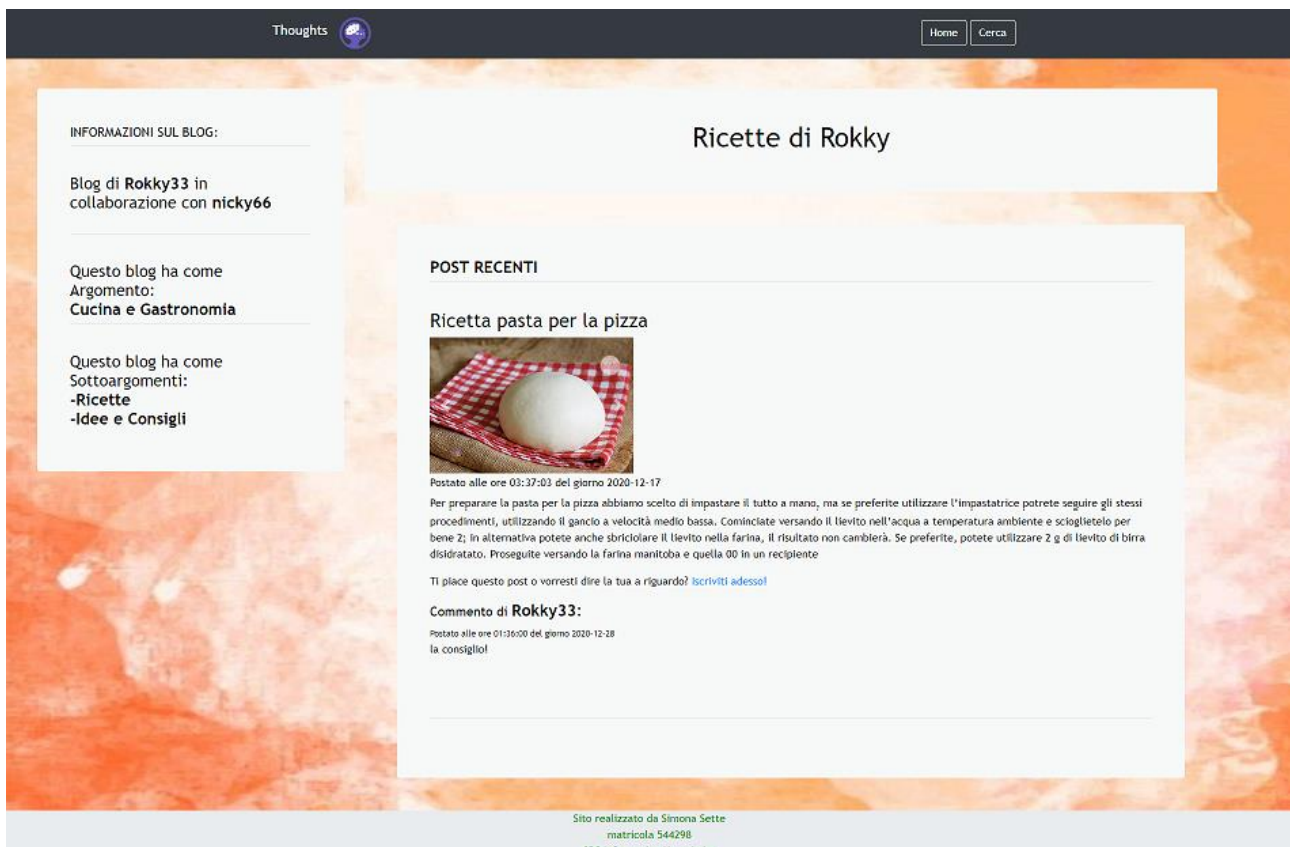 Thoughts
Home
Cerca
INFORMAZIONI SUL BLOG:
Blog di Rokky33 in
collaborazione con nicky66
Questo blog ha come
Argomento:
Cucina e Gastronomia
Questo blog ha come
Sottoargomenti:
-Ricette
-Idee e Consigli
Ricette di Rokky
POST RECENTI
Ricetta pasta per la pizza
Postato alle ore 03:37:03 del giorno 2020-12-17
Per preparare la pasta per la pizza abbiamo scelto di impastare il tutto a mano, ma se preferite utilizzare l'impastatrice potrete seguire gli stessi
procedimenti, utilizzando il gancio a velocità medio bassa. Cominciate versando il lievito nell'acqua a temperatura ambiente e scioglietelo per
bene 2; in alternativa potete anche sbriciolare il lievito nella farina, il risultato non cambierà. Se preferite, potete utilizzare 2 g di lievito di birra
disidratato. Proseguite versando la farina manitoba e quella 00 in un recipiente
Ti piace questo post o vorresti dire la tua a riguardo? Iscriviti adesso!
Commento di Rokky33:
Postato alle ore 01:36:00 del giorno 2020-12-28
la consiglio!
Sito realizzato da Simona Sette
matricola 544298